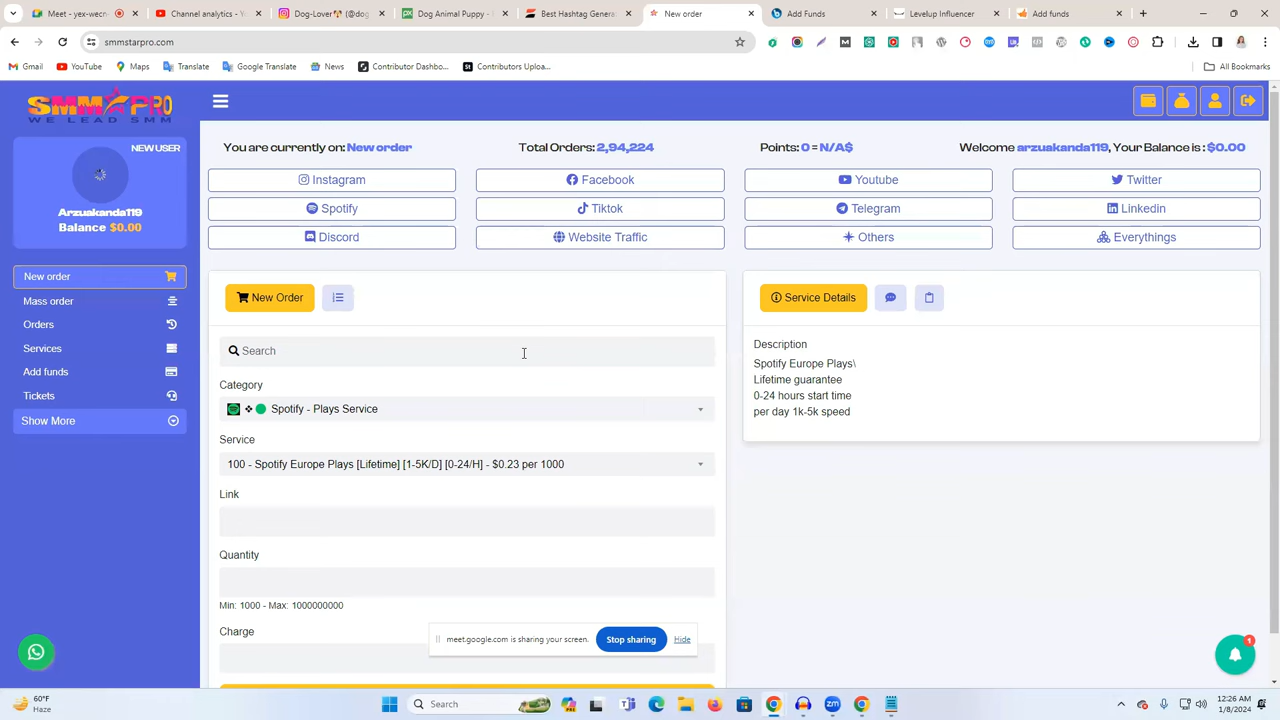 Meet - yex-ecnc
Channel analytics -
Dog-Lover🐶 (@dog
Dog Animal Puppy -
Best Hashtag Genera
New order
Add Funds
Levelup Influencer
Add funds
smmstarpro.com
Gmail
YouTube
Maps
Translate
Google Translate
News
Contributor Dashbo...
Contributors Uploa...
All Bookmarks
SMM PRO
WE LEAD SMM
NEW USER
Arzuakanda119
Balance $0.00
New order
Mass order
Orders
Services
Add funds
Tickets
Show More
You are currently on: New order
Total Orders: 2,94,224
Points: 0 = N/A$
Welcome arzuakanda119, Your Balance is : $0.00
Instagram
Facebook
Youtube
Twitter
Spotify
Tiktok
Telegram
Linkedin
Discord
Website Traffic
Others
Everythings
New Order
Search
Category
Spotify - Plays Service
Service
100 - Spotify Europe Plays [Lifetime] [1-5K/D] [0-24/H] - $0.23 per 1000
Link
Quantity
Min: 1000 - Max: 1000000000
Charge
Service Details
Description
Spotify Europe Plays\
Lifetime guarantee
0-24 hours start time
per day 1k-5k speed
meet.google.com is sharing your screen.
Stop sharing
Hide
1
60°F
Haze
Search
12:26 AM
1/8/2024